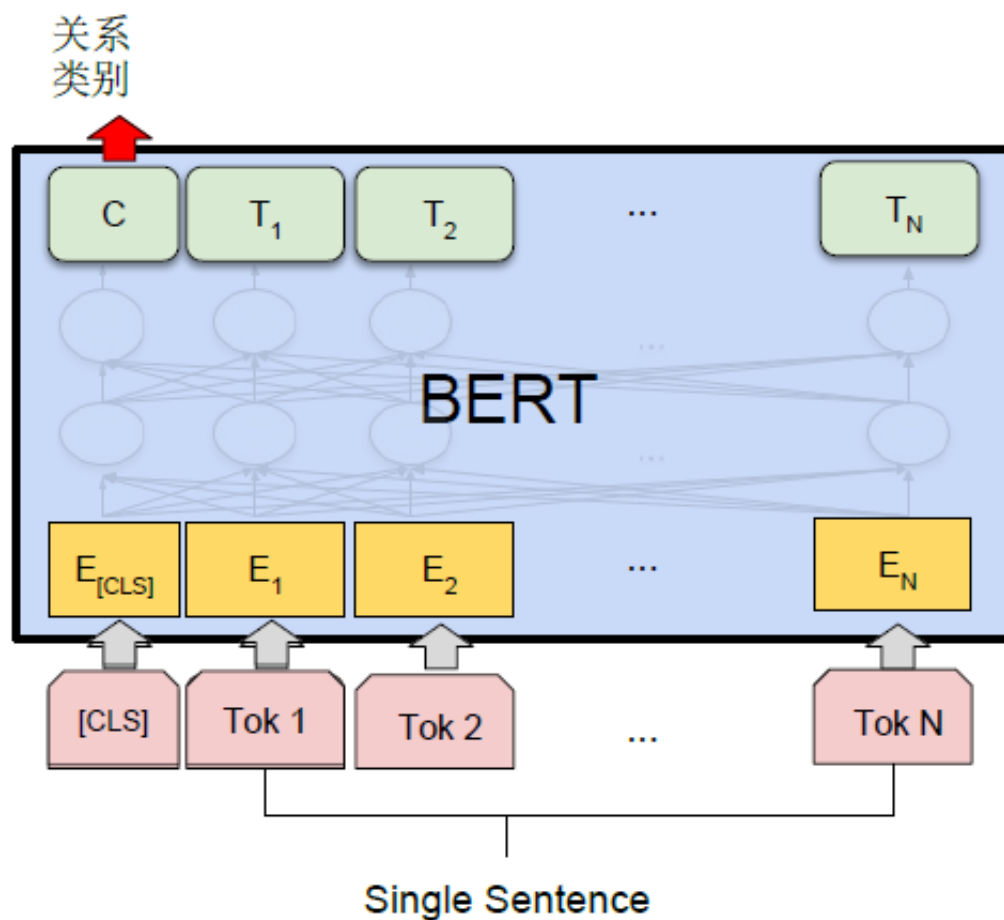 关系
类别
C T1 T2 ... TN
...
BERT
...
E[CLS] E1 E2 ... EN
[CLS] Tok 1 Tok 2 ... Tok N
Single Sentence